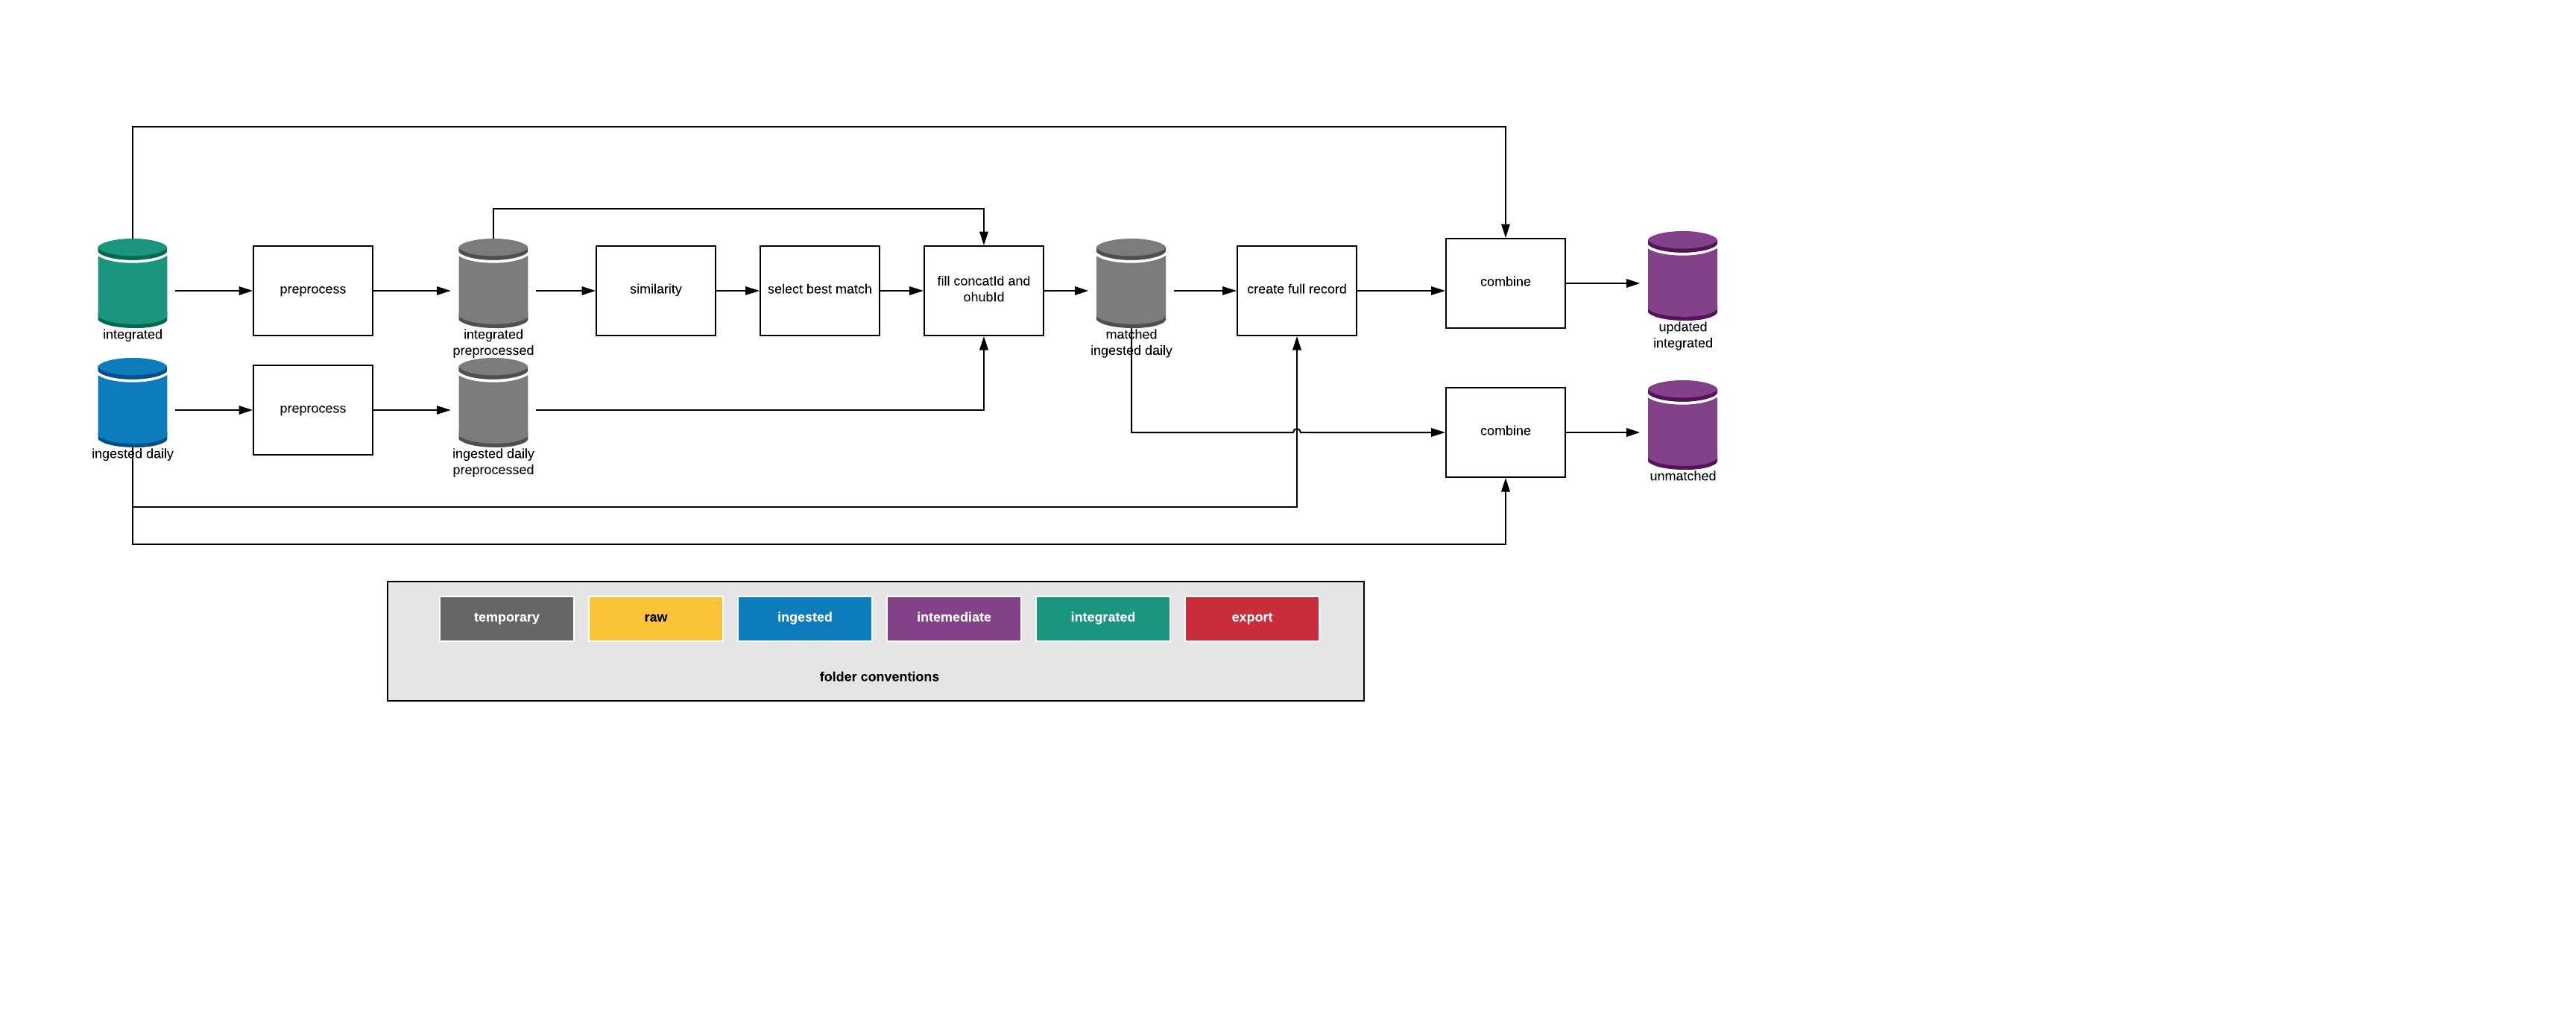 integrated
preprocess
integrated
preprocessed
similarity
select best match
fill concatId and
ohubId
matched
ingested daily
create full record
combine
updated
integrated
ingested daily
preprocess
ingested daily
preprocessed
combine
unmatched
temporary
raw
ingested
intemediate
integrated
export
folder conventions